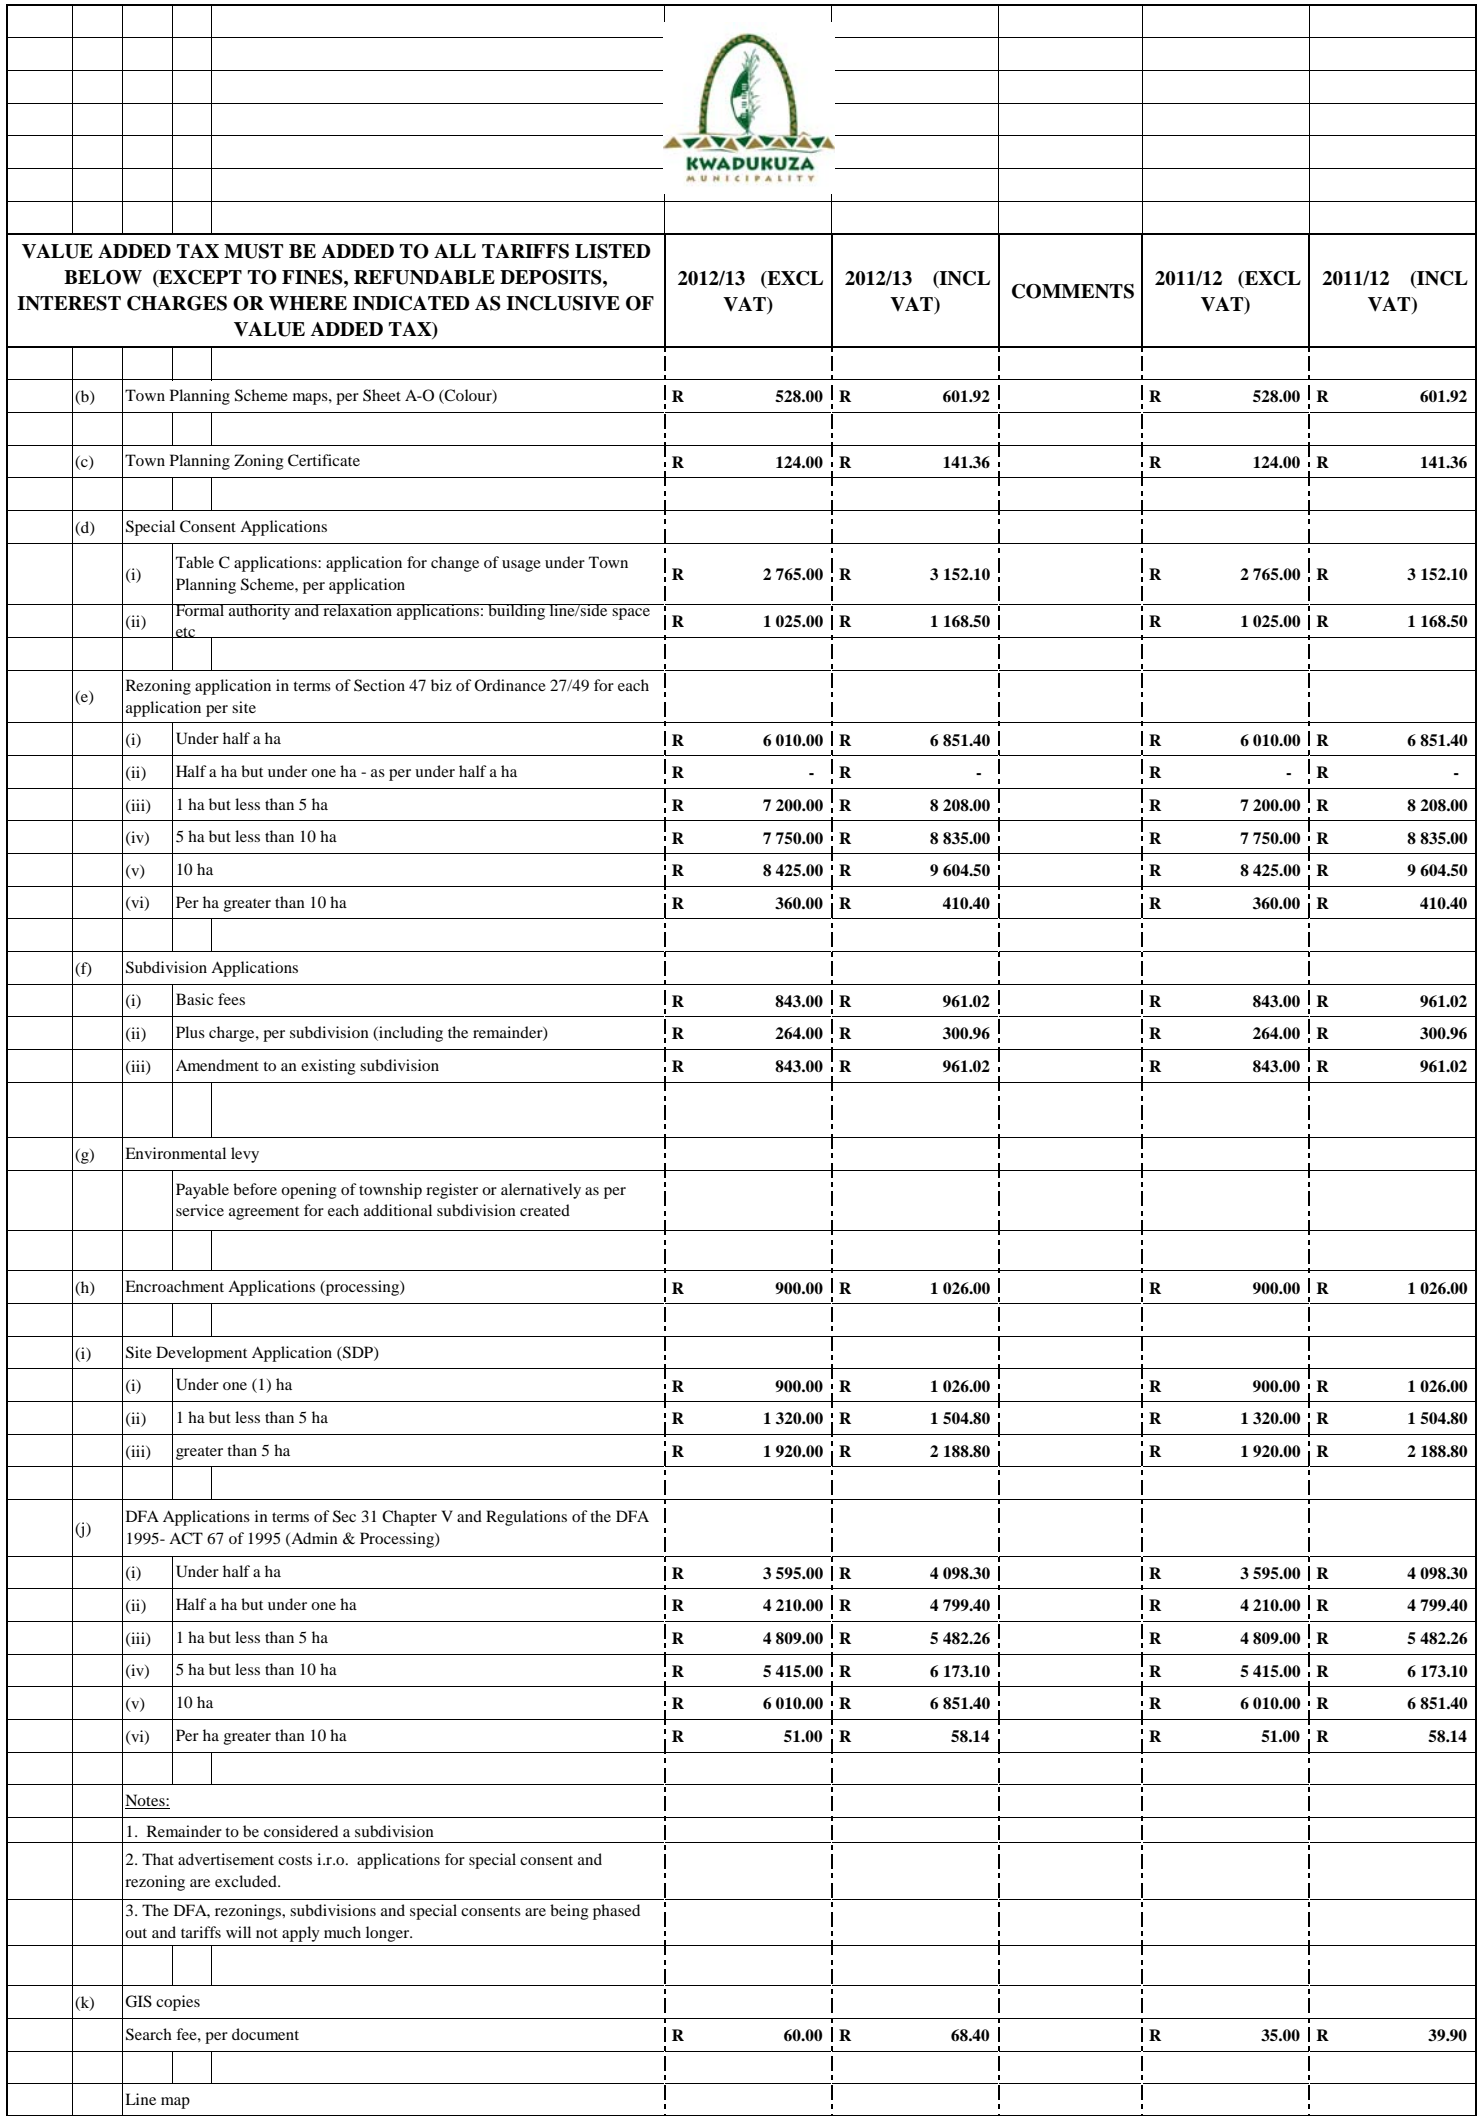 KWADUKUZA
MUNICIPALITY
VALUE ADDED TAX MUST BE ADDED TO ALL TARIFFS LISTED
BELOW (EXCEPT TO FINES, REFUNDABLE DEPOSITS,
INTEREST CHARGES OR WHERE INDICATED AS INCLUSIVE OF
VALUE ADDED TAX)
2012/13 (EXCL
VAT)
2012/13 (INCL
VAT)
COMMENTS
2011/12 (EXCL
VAT)
2011/12 (INCL
VAT)
(b) Town Planning Scheme maps, per Sheet A-O (Colour) R 528.00 R 601.92 R 528.00 R 601.92
(c) Town Planning Zoning Certificate R 124.00 R 141.36 R 124.00 R 141.36
(d) Special Consent Applications
(i) Table C applications: application for change of usage under Town
Planning Scheme, per application R 2 765.00 R 3 152.10 R 2 765.00 R 3 152.10
(ii) Formal authority and relaxation applications: building line/side space
etc R 1 025.00 R 1 168.50 R 1 025.00 R 1 168.50
(e) Rezoning application in terms of Section 47 biz of Ordinance 27/49 for each
application per site
(i) Under half a ha R 6 010.00 R 6 851.40 R 6 010.00 R 6 851.40
(ii) Half a ha but under one ha - as per under half a ha R - R - R - R -
(iii) 1 ha but less than 5 ha R 7 200.00 R 8 208.00 R 7 200.00 R 8 208.00
(iv) 5 ha but less than 10 ha R 7 750.00 R 8 835.00 R 7 750.00 R 8 835.00
(v) 10 ha R 8 425.00 R 9 604.50 R 8 425.00 R 9 604.50
(vi) Per ha greater than 10 ha R 360.00 R 410.40 R 360.00 R 410.40
(f) Subdivision Applications
(i) Basic fees R 843.00 R 961.02 R 843.00 R 961.02
(ii) Plus charge, per subdivision (including the remainder) R 264.00 R 300.96 R 264.00 R 300.96
(iii) Amendment to an existing subdivision R 843.00 R 961.02 R 843.00 R 961.02
(g) Environmental levy
Payable before opening of township register or alernatively as per
service agreement for each additional subdivision created
(h) Encroachment Applications (processing) R 900.00 R 1 026.00 R 900.00 R 1 026.00
(i) Site Development Application (SDP)
(i) Under one (1) ha R 900.00 R 1 026.00 R 900.00 R 1 026.00
(ii) 1 ha but less than 5 ha R 1 320.00 R 1 504.80 R 1 320.00 R 1 504.80
(iii) greater than 5 ha R 1 920.00 R 2 188.80 R 1 920.00 R 2 188.80
(j) DFA Applications in terms of Sec 31 Chapter V and Regulations of the DFA
1995- ACT 67 of 1995 (Admin & Processing)
(i) Under half a ha R 3 595.00 R 4 098.30 R 3 595.00 R 4 098.30
(ii) Half a ha but under one ha R 4 210.00 R 4 799.40 R 4 210.00 R 4 799.40
(iii) 1 ha but less than 5 ha R 4 809.00 R 5 482.26 R 4 809.00 R 5 482.26
(iv) 5 ha but less than 10 ha R 5 415.00 R 6 173.10 R 5 415.00 R 6 173.10
(v) 10 ha R 6 010.00 R 6 851.40 R 6 010.00 R 6 851.40
(vi) Per ha greater than 10 ha R 51.00 R 58.14 R 51.00 R 58.14
Notes:
1. Remainder to be considered a subdivision
2. That advertisement costs i.r.o. applications for special consent and
rezoning are excluded.
3. The DFA, rezonings, subdivisions and special consents are being phased
out and tariffs will not apply much longer.
(k) GIS copies
Search fee, per document R 60.00 R 68.40 R 35.00 R 39.90
Line map